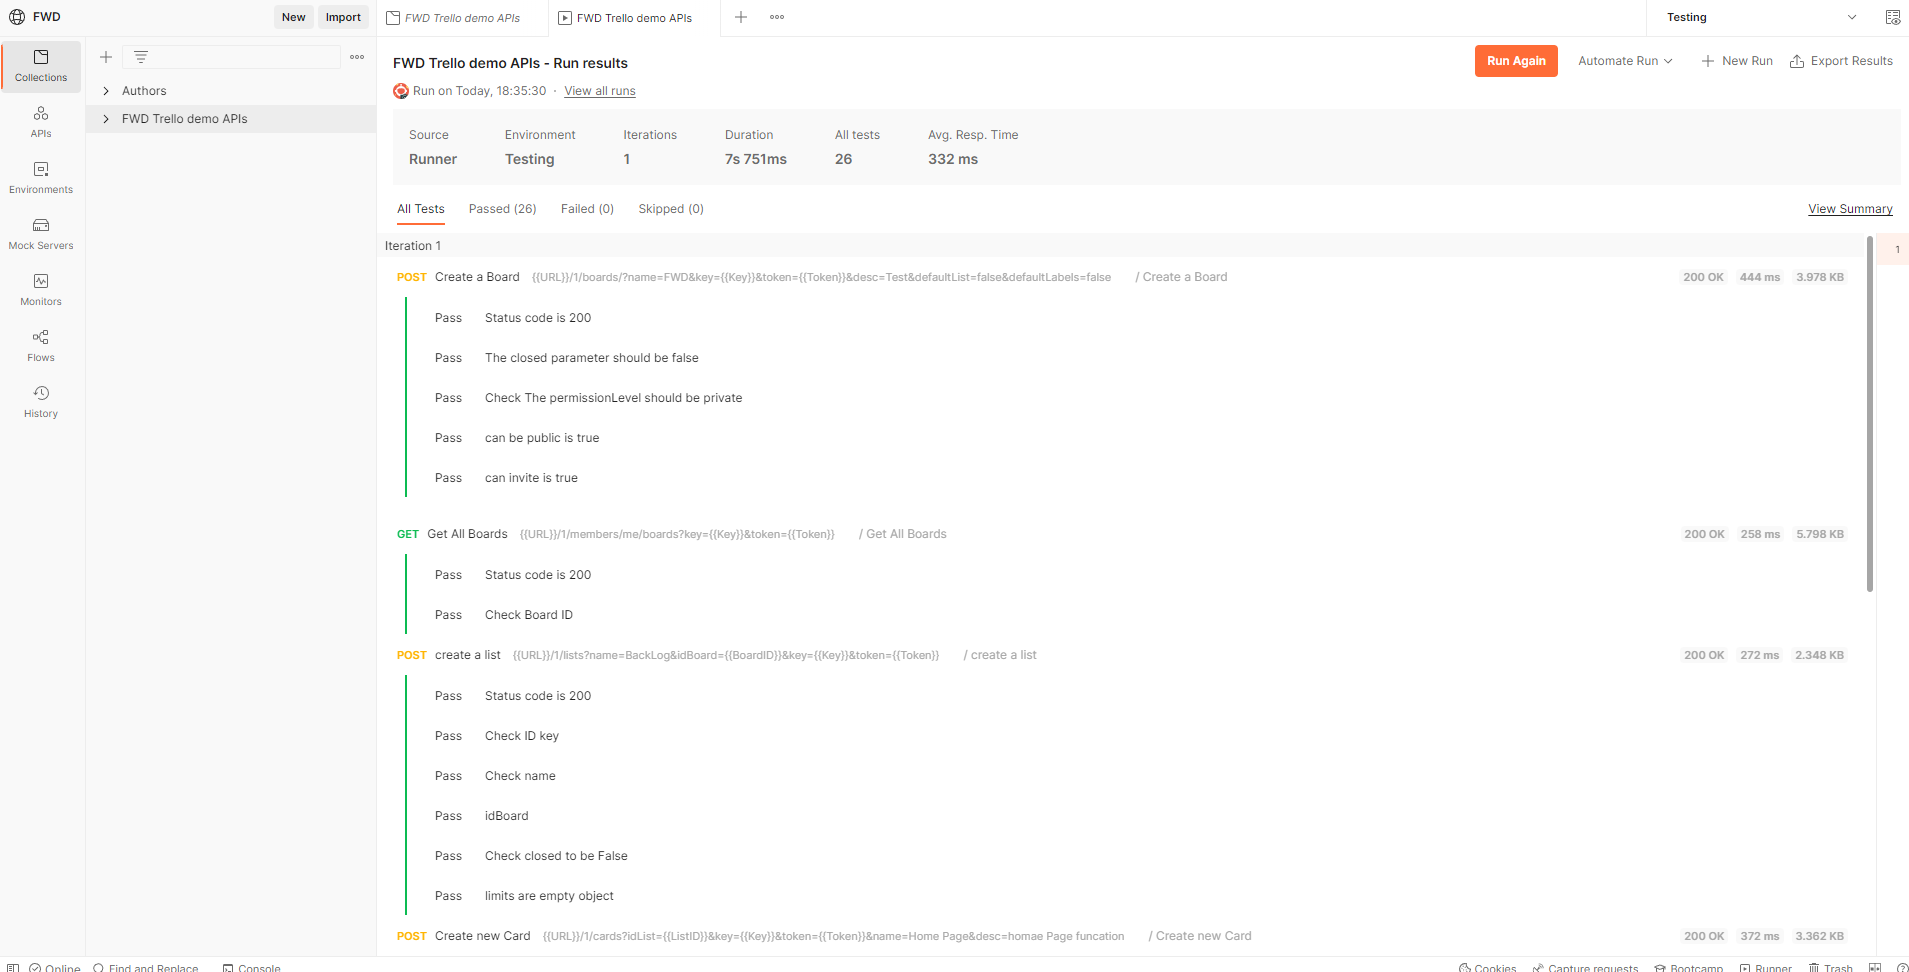 FWD
New
Import
FWD Trello demo APIs
FWD Trello demo APIs
Testing
Collections
APIs
Environments
Mock Servers
Monitors
Flows
History
Authors
FWD Trello demo APIs
FWD Trello demo APIs - Run results
Run Again
Automate Run
New Run
Export Results
Run on Today, 18:35:30 · View all runs
Source Environment Iterations Duration All tests Avg. Resp. Time
Runner Testing 1 7s 751ms 26 332 ms
All Tests Passed (26) Failed (0) Skipped (0) View Summary
Iteration 1
1
POST Create a Board {{URL}}/1/boards/?name=FWD&key={{Key}}&token={{Token}}&desc=Test&defaultList=false&defaultLabels=false / Create a Board 200 OK 444 ms 3.978 KB
Pass Status code is 200
Pass The closed parameter should be false
Pass Check The permissionLevel should be private
Pass can be public is true
Pass can invite is true
GET Get All Boards {{URL}}/1/members/me/boards?key={{Key}}&token={{Token}} / Get All Boards 200 OK 258 ms 5.798 KB
Pass Status code is 200
Pass Check Board ID
POST create a list {{URL}}/1/lists?name=BackLog&idBoard={{BoardID}}&key={{Key}}&token={{Token}} / create a list 200 OK 272 ms 2.348 KB
Pass Status code is 200
Pass Check ID key
Pass Check name
Pass idBoard
Pass Check closed to be False
Pass limits are empty object
POST Create new Card {{URL}}/1/cards?idList={{ListID}}&key={{Key}}&token={{Token}}&name=Home Page&desc=homae Page funcation / Create new Card 200 OK 372 ms 3.362 KB
Online Find and Replace Console Cookies Capture requests Bootcamp Runner Trash